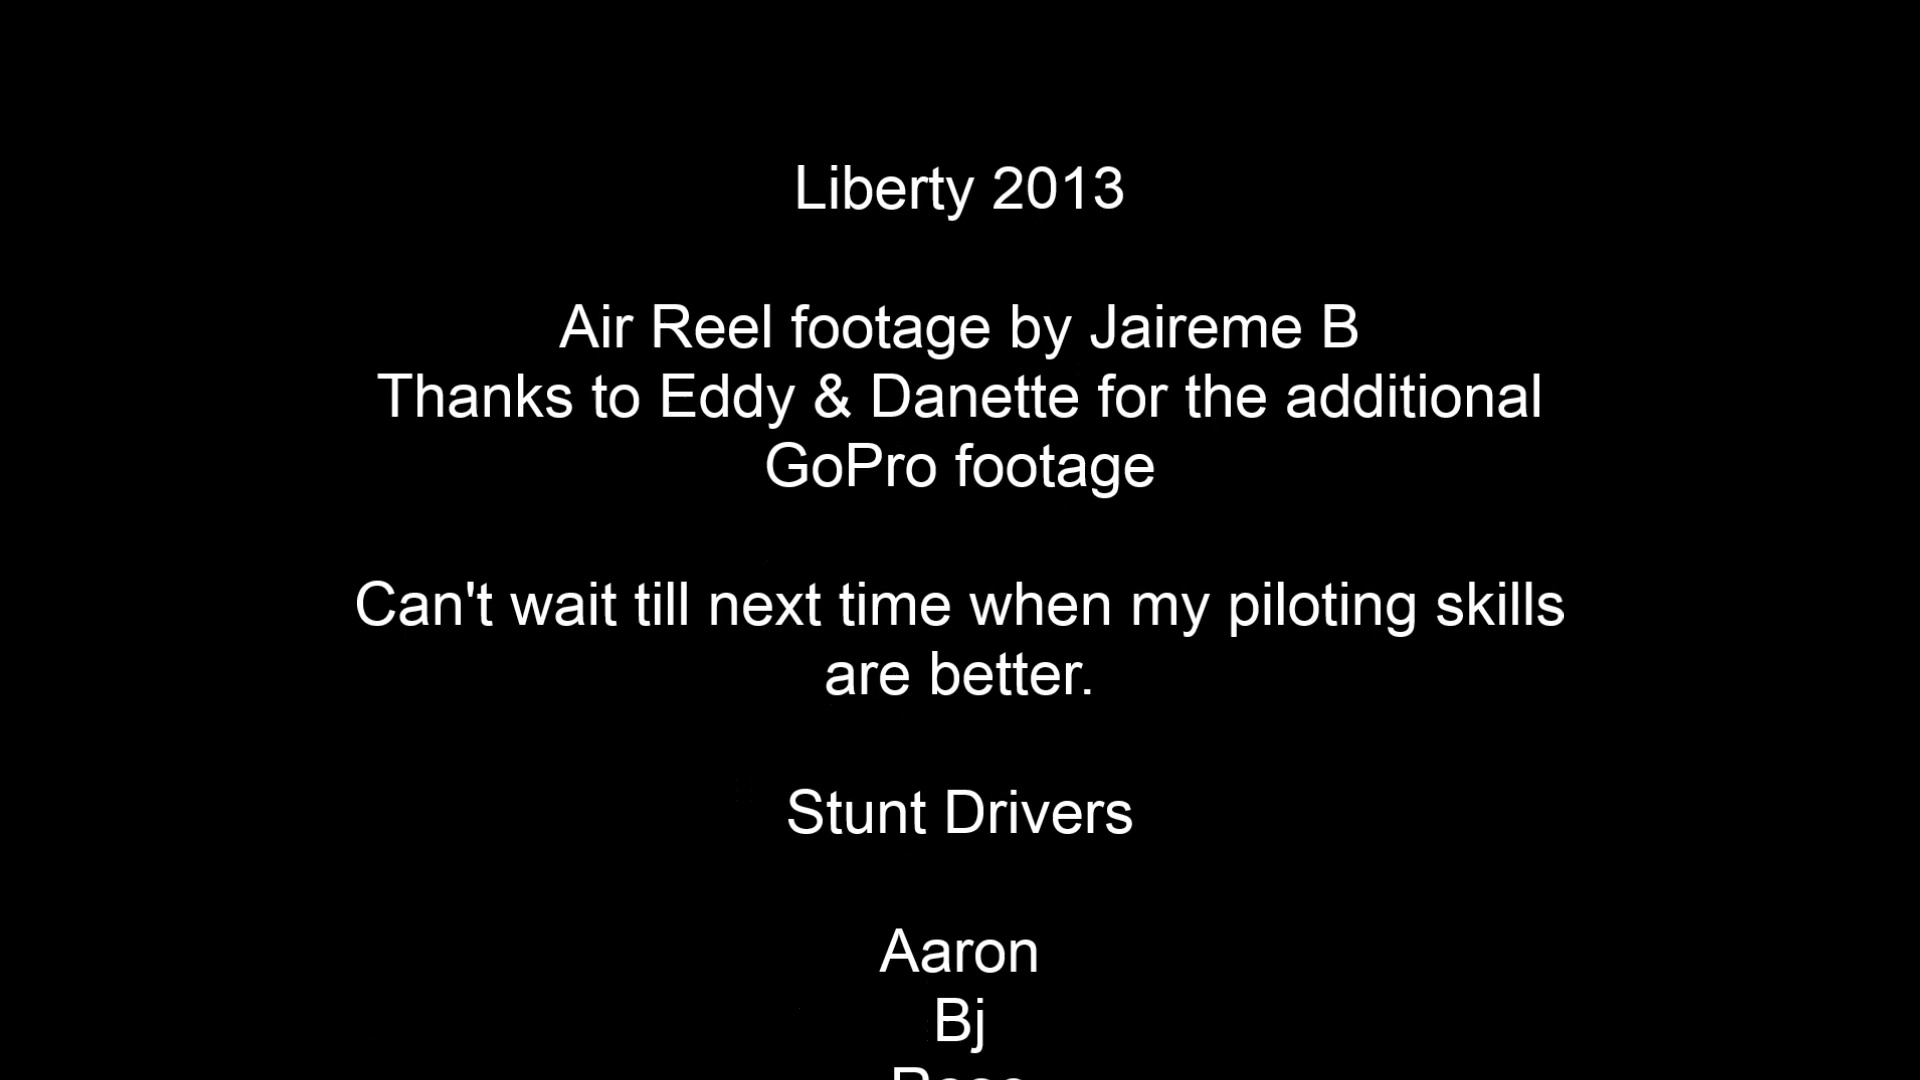 Liberty 2013
Air Reel footage by Jaireme B
Thanks to Eddy & Danette for the additional
GoPro footage
Can't wait till next time when my piloting skills
are better.
Stunt Drivers
Aaron
Bj